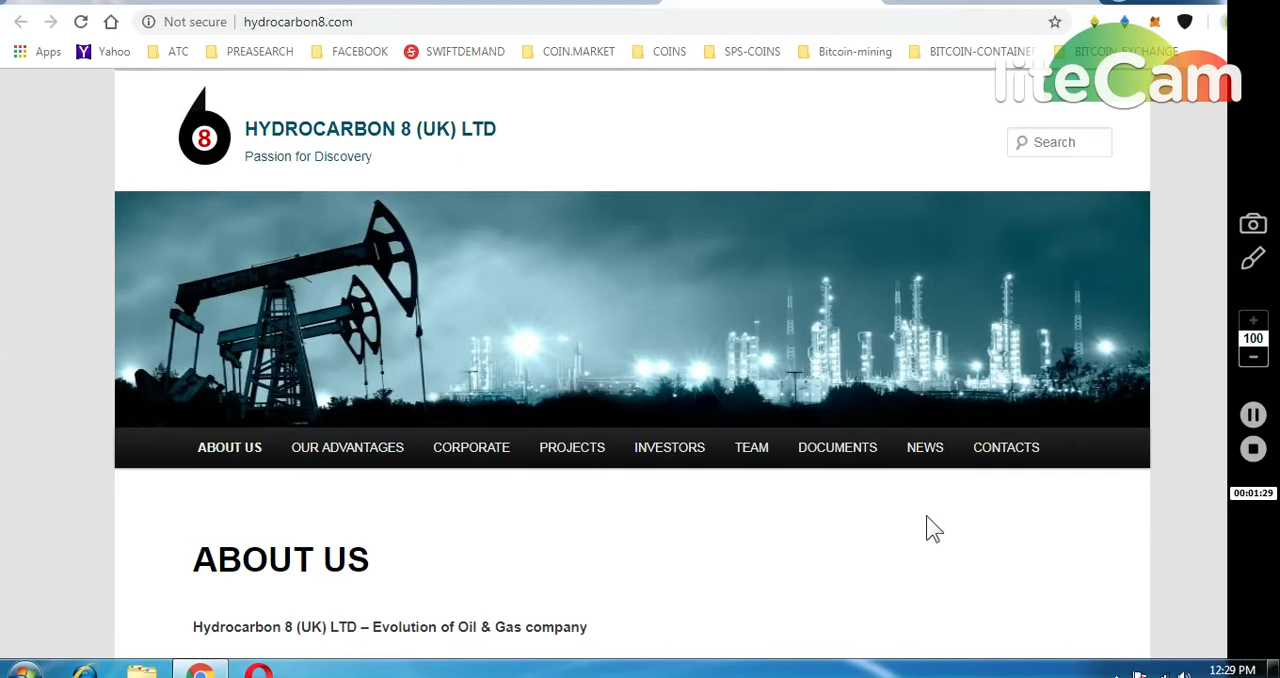 Not secure | hydrocarbon8.com
Apps Yahoo ATC PREASEARCH FACEBOOK SWIFTDEMAND COIN.MARKET COINS SPS-COINS Bitcoin-mining BITCOIN-CONTAINE BITCOIN-EXCHANGE
liteCam
8
HYDROCARBON 8 (UK) LTD
Passion for Discovery
Search
100
ABOUT US OUR ADVANTAGES CORPORATE PROJECTS INVESTORS TEAM DOCUMENTS NEWS CONTACTS
00:01:29
ABOUT US
Hydrocarbon 8 (UK) LTD – Evolution of Oil & Gas company
12:29 PM